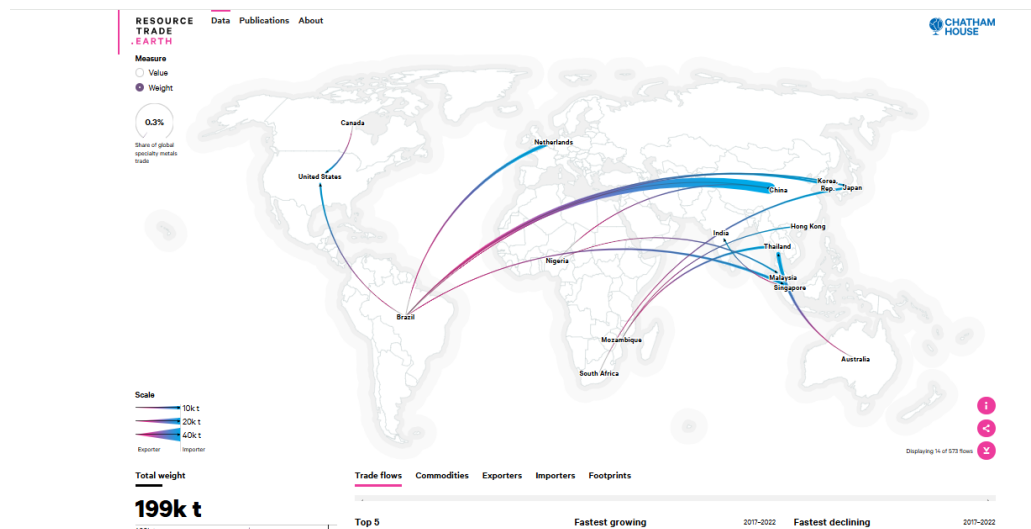 RESOURCE
TRADE
.EARTH
Data Publications About
CHATHAM
HOUSE
Measure
Value
Weight
0.3%
Share of global
specialty metals
trade
Canada
Netherlands
United States
China
Korea,
Rep.
Japan
India
Hong Kong
Thailand
Nigeria
Malaysia
Singapore
Brazil
Mozambique
Australia
South Africa
Scale
10k t
20k t
40k t
Exporter Importer
Displaying 14 of 573 flows
Total weight
199k t
Trade flows Commodities Exporters Importers Footprints
Top 5 Fastest growing 2017–2022 Fastest declining 2017–2022